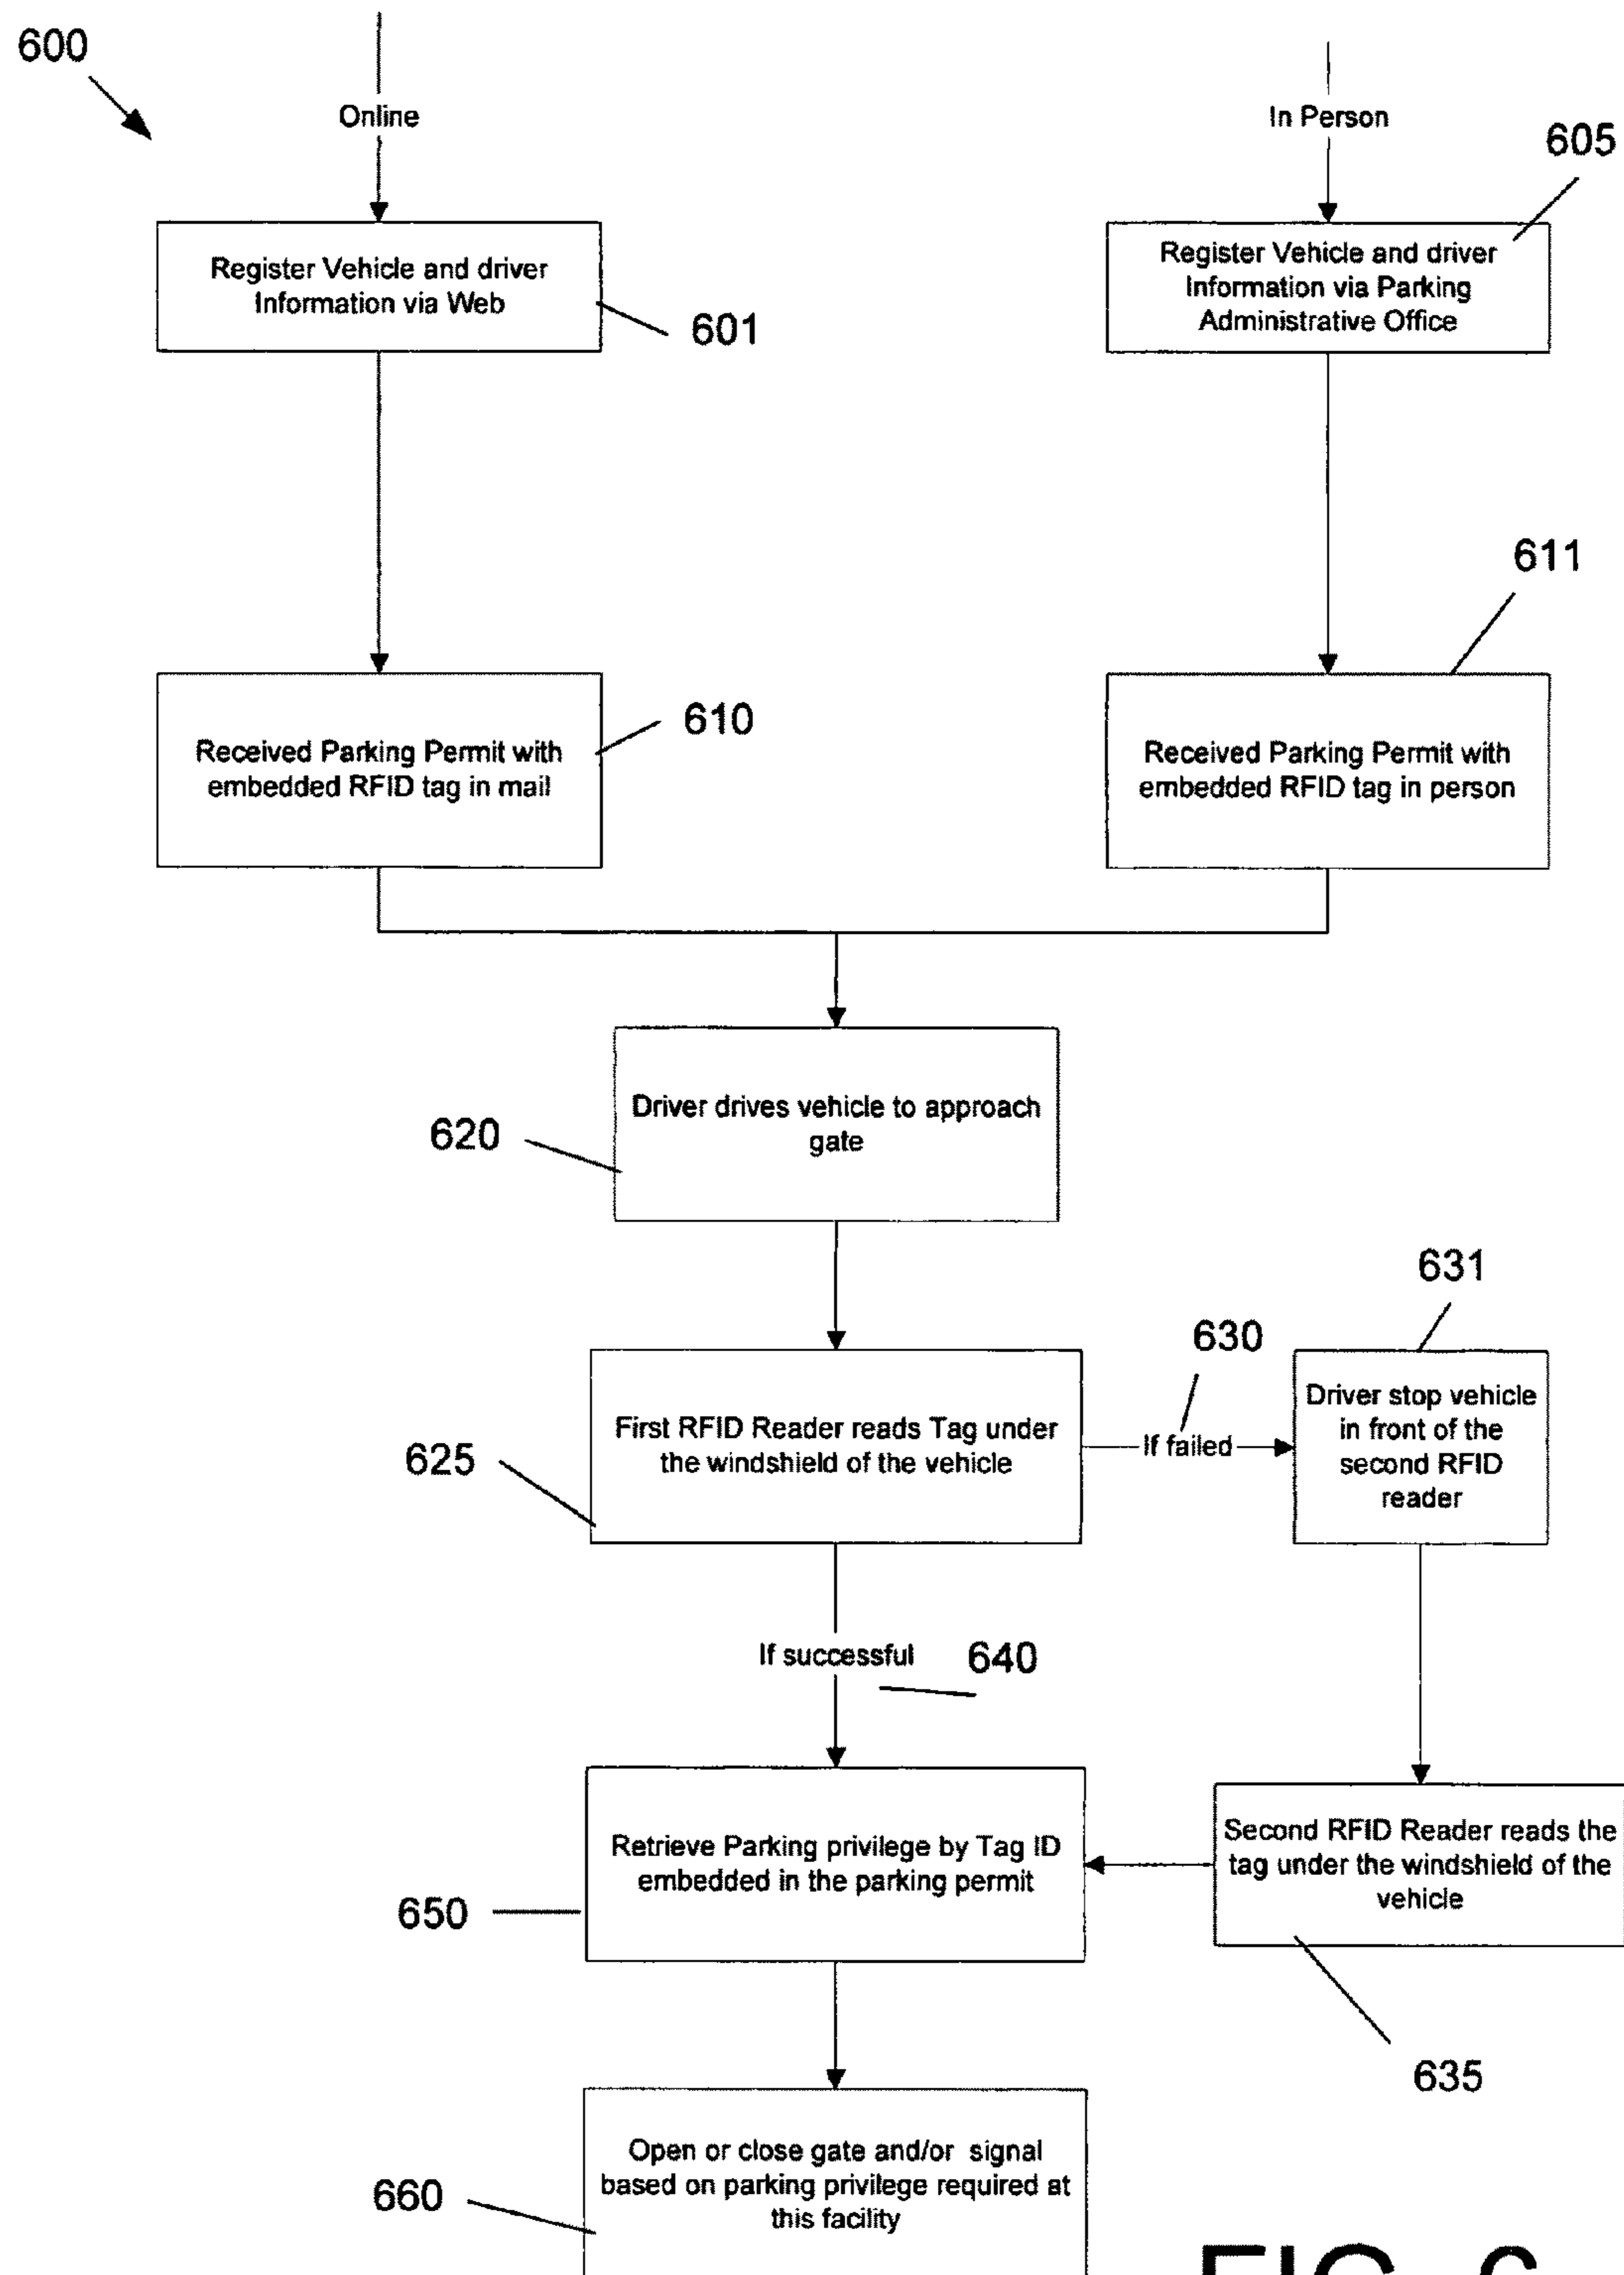 600
Online
In Person
605
Register Vehicle and driver
Information via Web
601
Register Vehicle and driver
Information via Parking
Administrative Office
611
Received Parking Permit with
embedded RFID tag in mail
610
Received Parking Permit with
embedded RFID tag in person
Driver drives vehicle to approach
gate
620
631
630
First RFID Reader reads Tag under
the windshield of the vehicle
625
If failed
Driver stop vehicle
in front of the
second RFID
reader
If successful
640
Retrieve Parking privilege by Tag ID
embedded in the parking permit
650
Second RFID Reader reads the
tag under the windshield of the
vehicle
635
Open or close gate and/or signal
based on parking privilege required at
this facility
660
FIG. 6